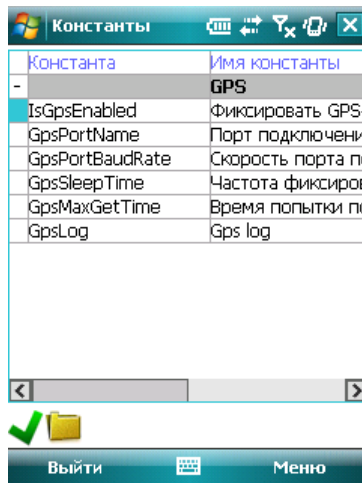 Константы
Константа Имя константы
- GPS
IsGpsEnabled Фиксировать GPS-
GpsPortName Порт подключени
GpsPortBaudRate Скорость порта п
GpsSleepTime Частота фиксиров
GpsMaxGetTime Время попытки п
GpsLog Gps log
Выйти Меню